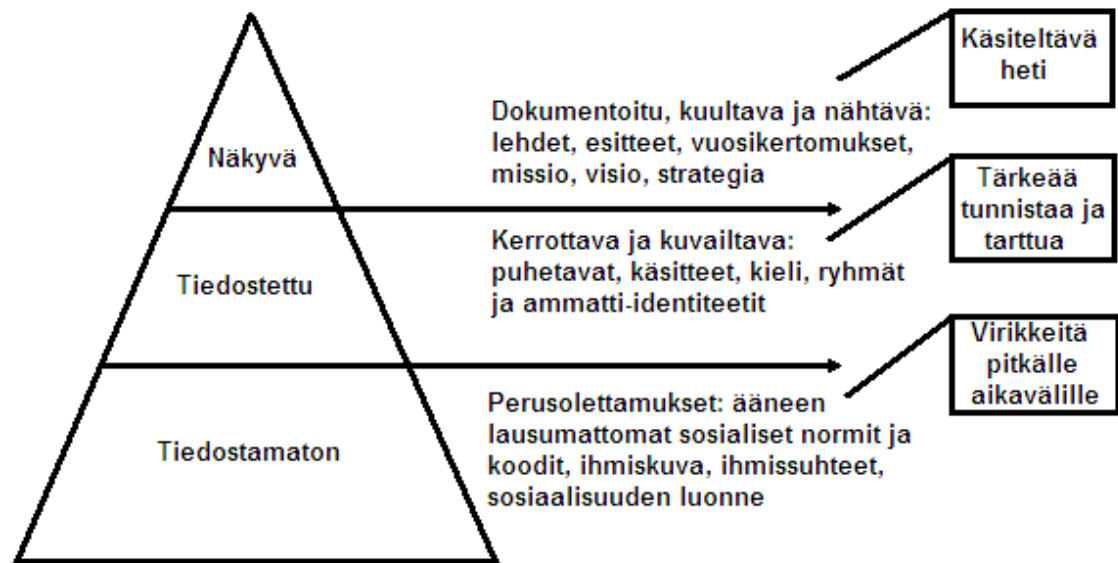 Näkyvä
Dokumentoitu, kuultava ja nähtävä:
lehdet, esitteet, vuosikertomukset,
missio, visio, strategia
Käsiteltävä
heti
Tiedostettu
Kerrottava ja kuvailtava:
puhetavat, käsitteet, kieli, ryhmät
ja ammatti-identiteetit
Tärkeää
tunnistaa ja
tarttua
Tiedostamaton
Perusolettamukset: ääneen
lausumattomat sosialiset normit ja
koodit, ihmiskuva, ihmissuhteet,
sosiaalisuuden luonne
Virikkeitä
pitkälle
aikavälille